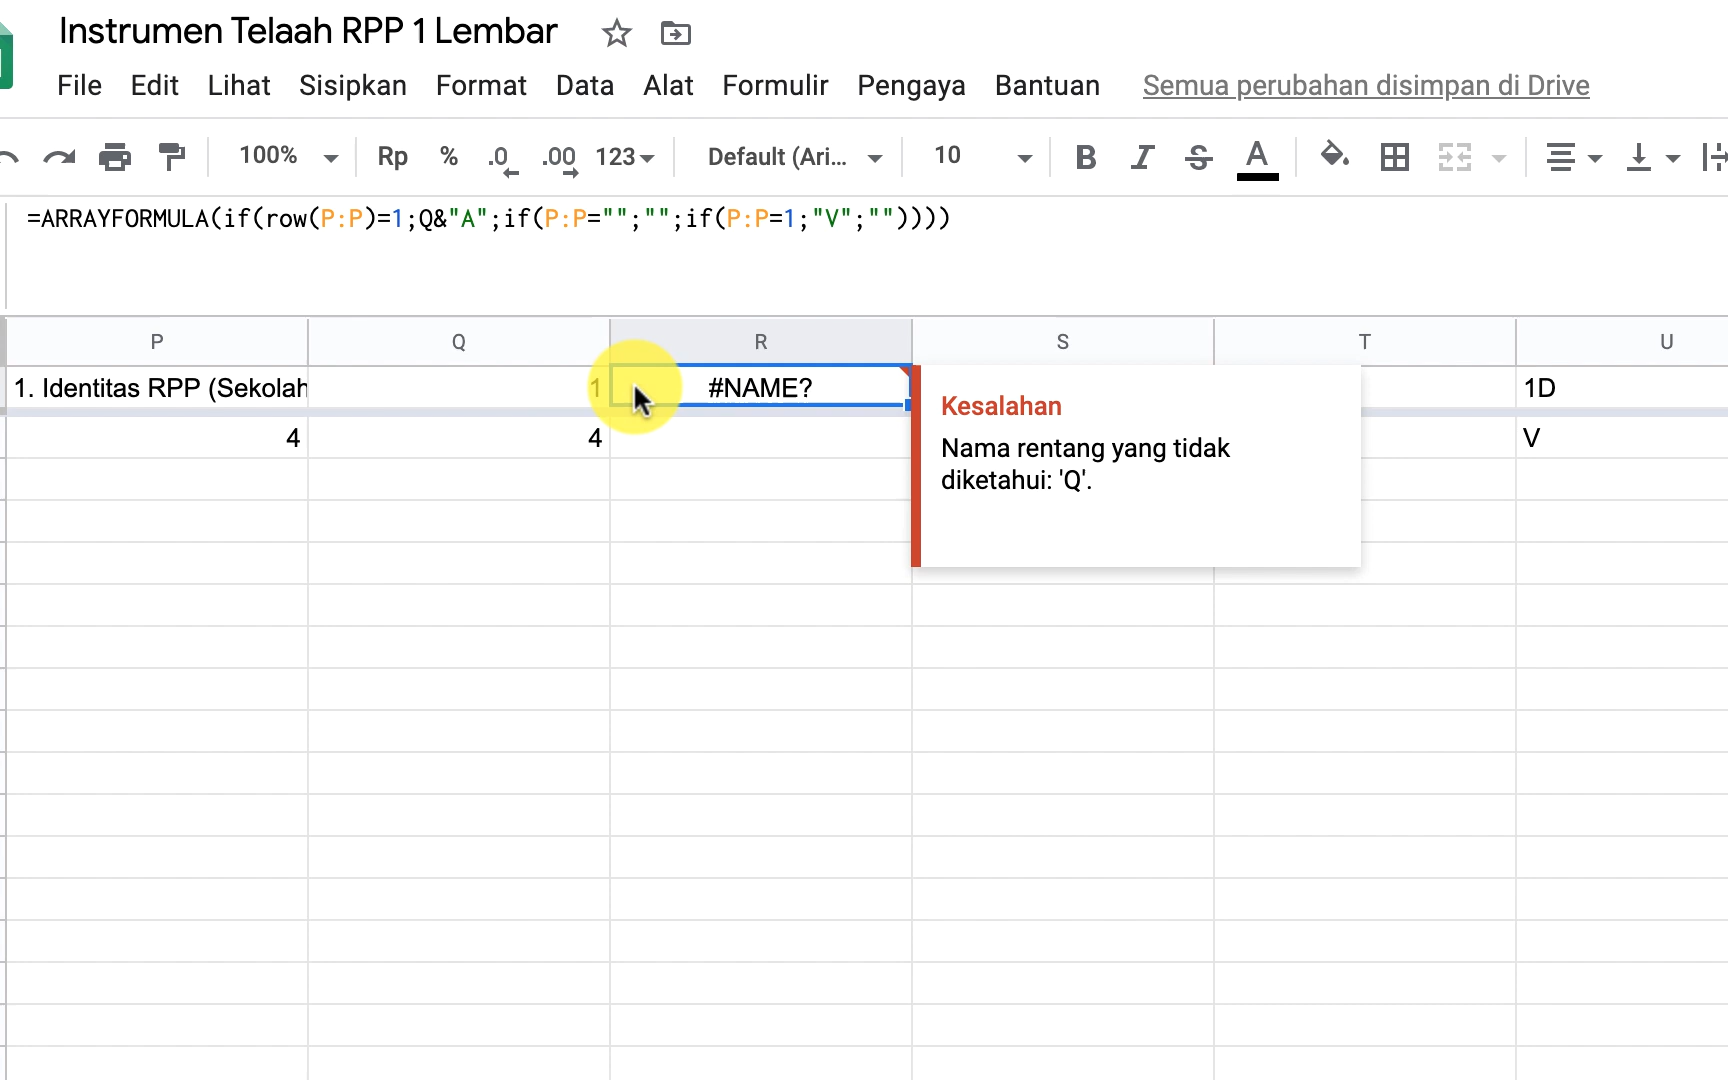 Instrumen Telaah RPP 1 Lembar
File Edit Lihat Sisipkan Format Data Alat Formulir Pengaya Bantuan Semua perubahan disimpan di Drive
100% Rp % .0 .00 123 Default (Ari... 10 B I S A
=ARRAYFORMULA(if(row(P:P)=1;Q&"A";if(P:P="";"";if(P:P=1;"V";""))))
P Q R S T U
1. Identitas RPP (Sekolah 1 #NAME? 1D
4 4 V
Kesalahan
Nama rentang yang tidak
diketahui: 'Q'.